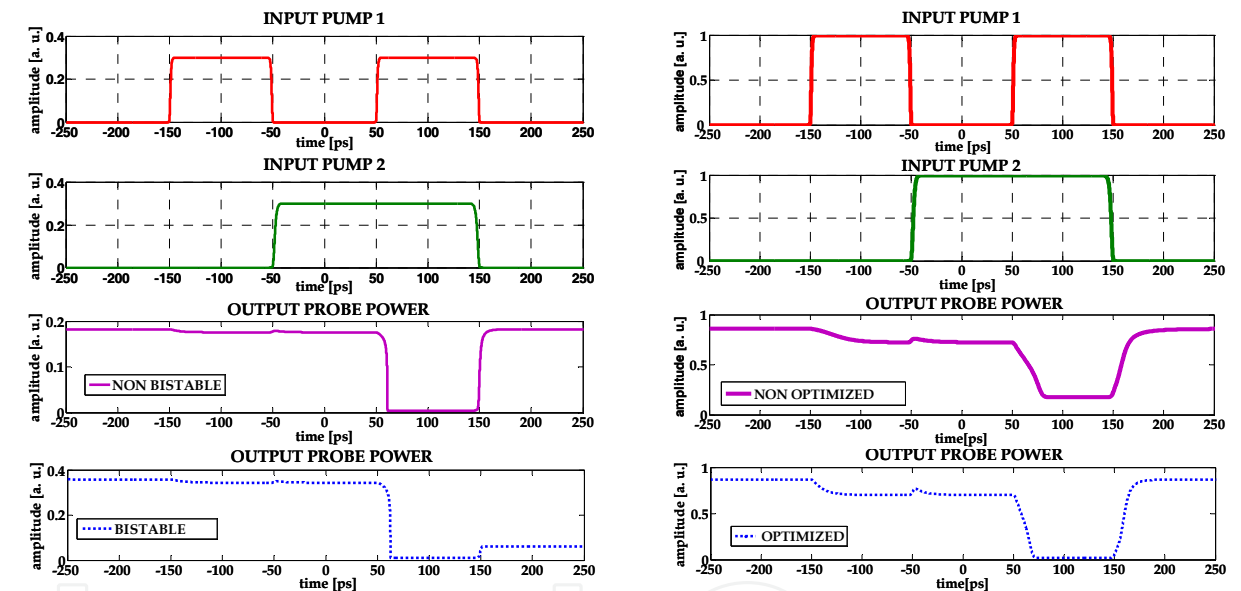 INPUT PUMP 1
amplitude [a. u.]
0.4
0.2
0
-250 -200 -150 -100 -50 0 50 100 150 200 250
time [ps]
INPUT PUMP 2
amplitude [a. u.]
0.4
0.2
0
-250 -200 -150 -100 -50 0 50 100 150 200 250
time [ps]
OUTPUT PROBE POWER
amplitude [a. u.]
0.2
0.1
0
NON BISTABLE
-250 -200 -150 -100 -50 0 50 100 150 200 250
time [ps]
OUTPUT PROBE POWER
amplitude [a. u.]
0.4
0.2
0
BISTABLE
-250 -200 -150 -100 -50 0 50 100 150 200 250
time [ps]
INPUT PUMP 1
amplitude[a. u.]
1
0.5
0
-250 -200 -150 -100 -50 0 50 100 150 200 250
time [ps]
INPUT PUMP 2
amplitude [a. u.]
1
0.5
0
-250 -200 -150 -100 -50 0 50 100 150 200 250
time [ps]
OUTPUT PROBE POWER
amplitude[a. u.]
1
0.5
0
NON OPTIMIZED
-250 -200 -150 -100 -50 0 50 100 150 200 250
time[ps]
OUTPUT PROBE POWER
amplitude [a. u.]
1
0.5
0
OPTIMIZED
-250 -200 -150 -100 -50 0 50 100 150 200 250
time[ps]